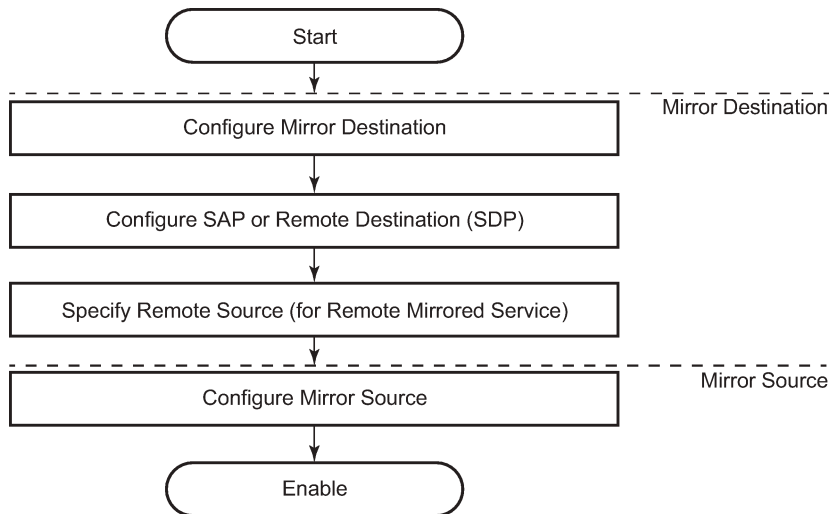 Start
Mirror Destination
Configure Mirror Destination
Configure SAP or Remote Destination (SDP)
Specify Remote Source (for Remote Mirrored Service)
Mirror Source
Configure Mirror Source
Enable